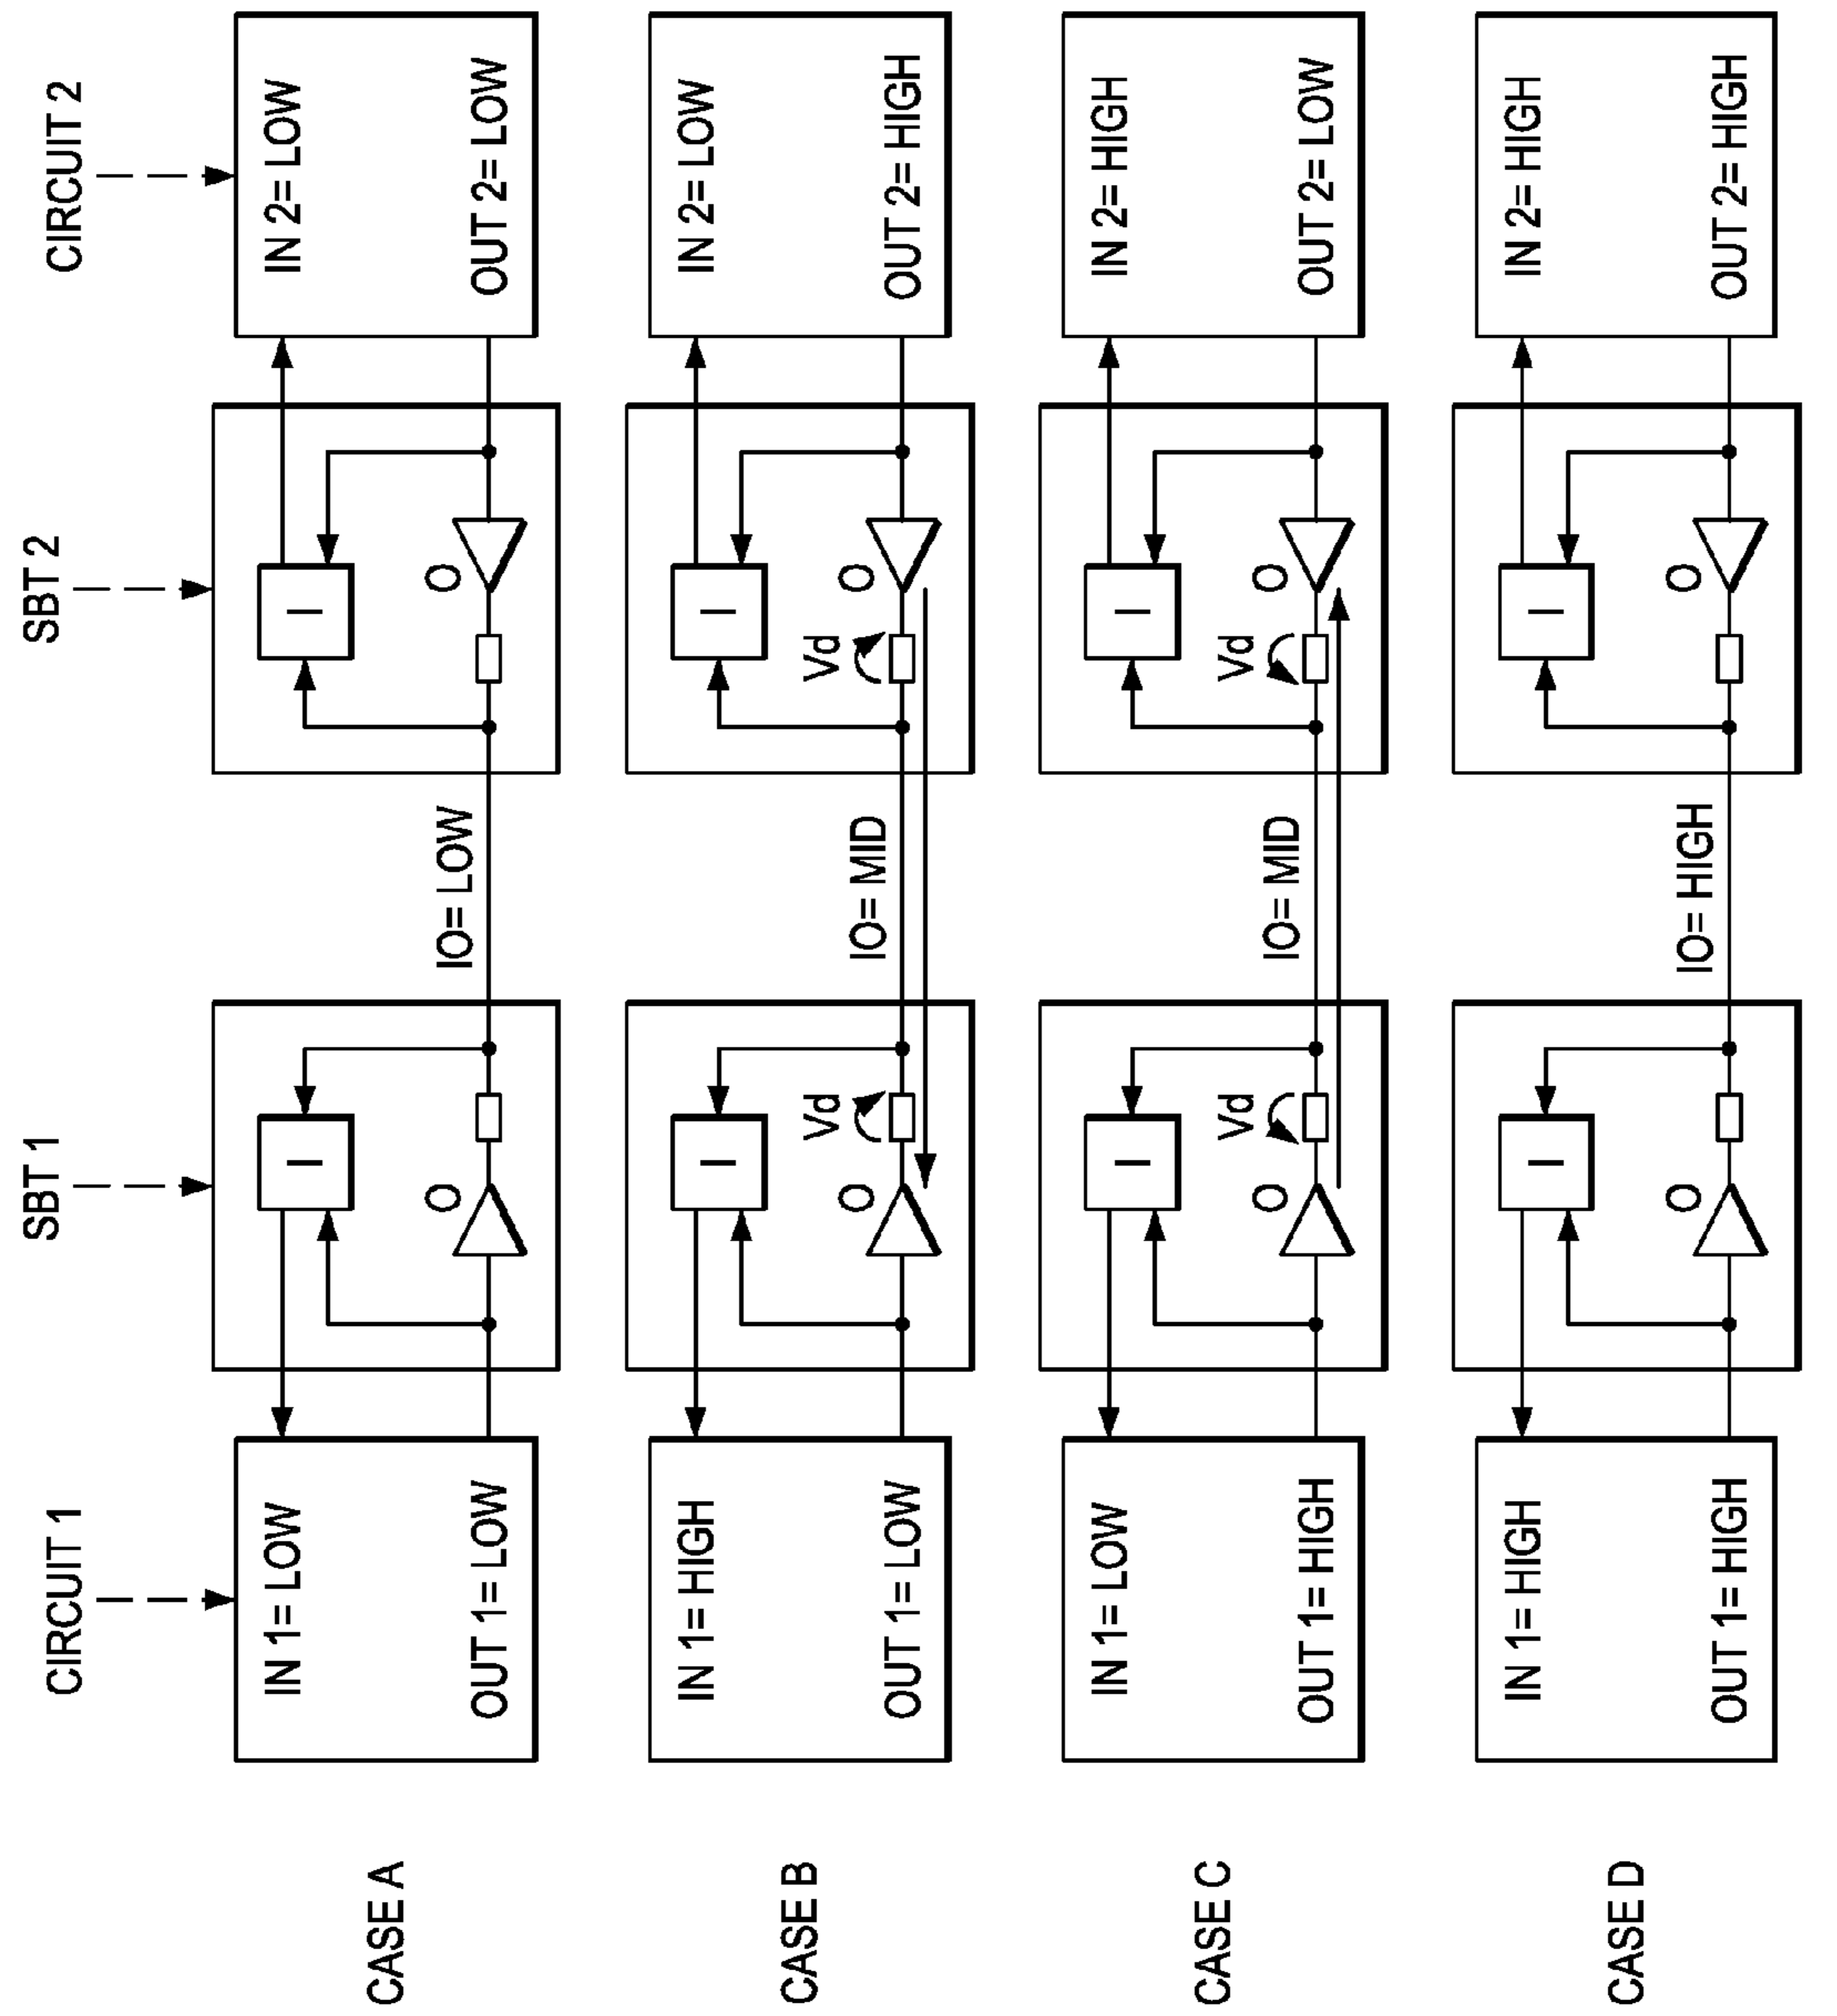 CIRCUIT 1
SBT 1
SBT 2
CIRCUIT 2
CASE A
IN 1= LOW
OUT 1= LOW
I
O
IO= LOW
I
O
IN 2= LOW
OUT 2= LOW
CASE B
IN 1= HIGH
OUT 1= LOW
I
O
Vd
IO= MID
I
O
Vd
IN 2= LOW
OUT 2= HIGH
CASE C
IN 1= LOW
OUT 1= HIGH
I
O
Vd
IO= MID
I
O
Vd
IN 2= HIGH
OUT 2= LOW
CASE D
IN 1= HIGH
OUT 1= HIGH
I
O
IO= HIGH
I
O
IN 2= HIGH
OUT 2= HIGH